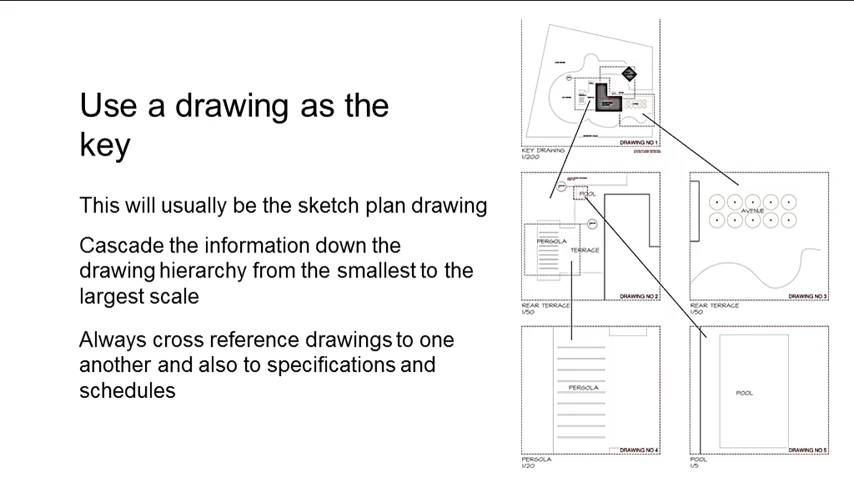 Use a drawing as the
key
This will usually be the sketch plan drawing
Cascade the information down the
drawing hierarchy from the smallest to the
largest scale
Always cross reference drawings to one
another and also to specifications and
schedules
DRAWING NO 1
KEY DRAWING
1/200
POOL
PERGOLA
TERRACE
DRAWING NO 2
REAR TERRACE
1/50
AVENUE
DRAWING NO 3
REAR TERRACE
1/50
PERGOLA
DRAWING NO 4
PERGOLA
1/20
POOL
DRAWING NO 5
POOL
1/5